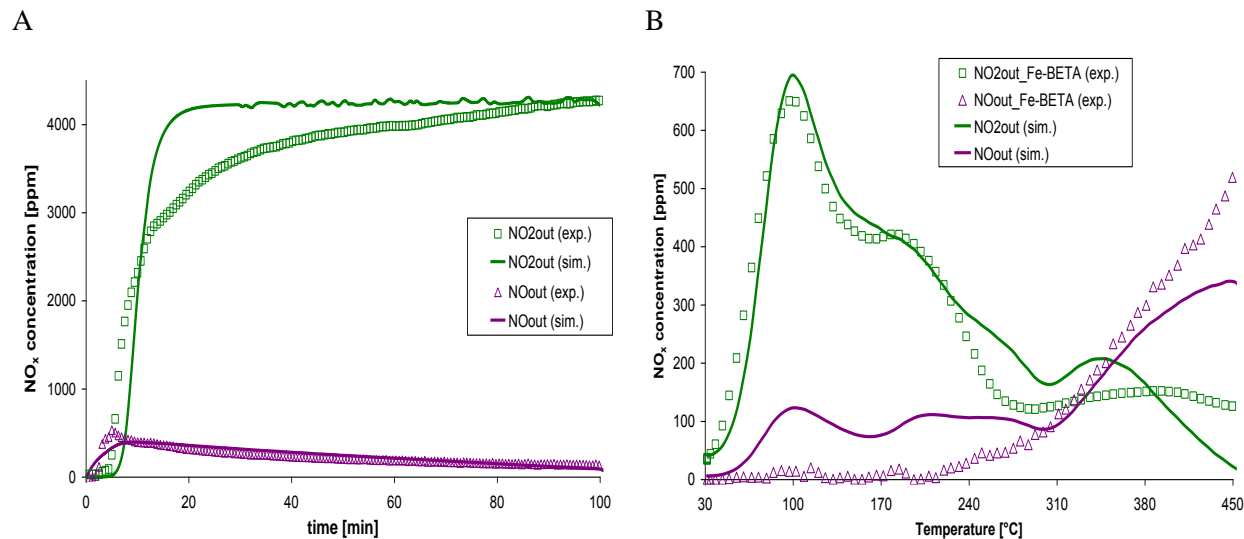 A
NOx concentration [ppm]
4000
3000
2000
1000
0
0
20
40
60
80
100
time [min]
NO2out (exp.)
NO2out (sim.)
NOout (exp.)
NOout (sim.)
B
NOx concentration [ppm]
700
600
500
400
300
200
100
0
30
100
170
240
310
380
450
Temperature [°C]
NO2out_Fe-BETA (exp.)
NOout_Fe-BETA (exp.)
NO2out (sim.)
NOout (sim.)